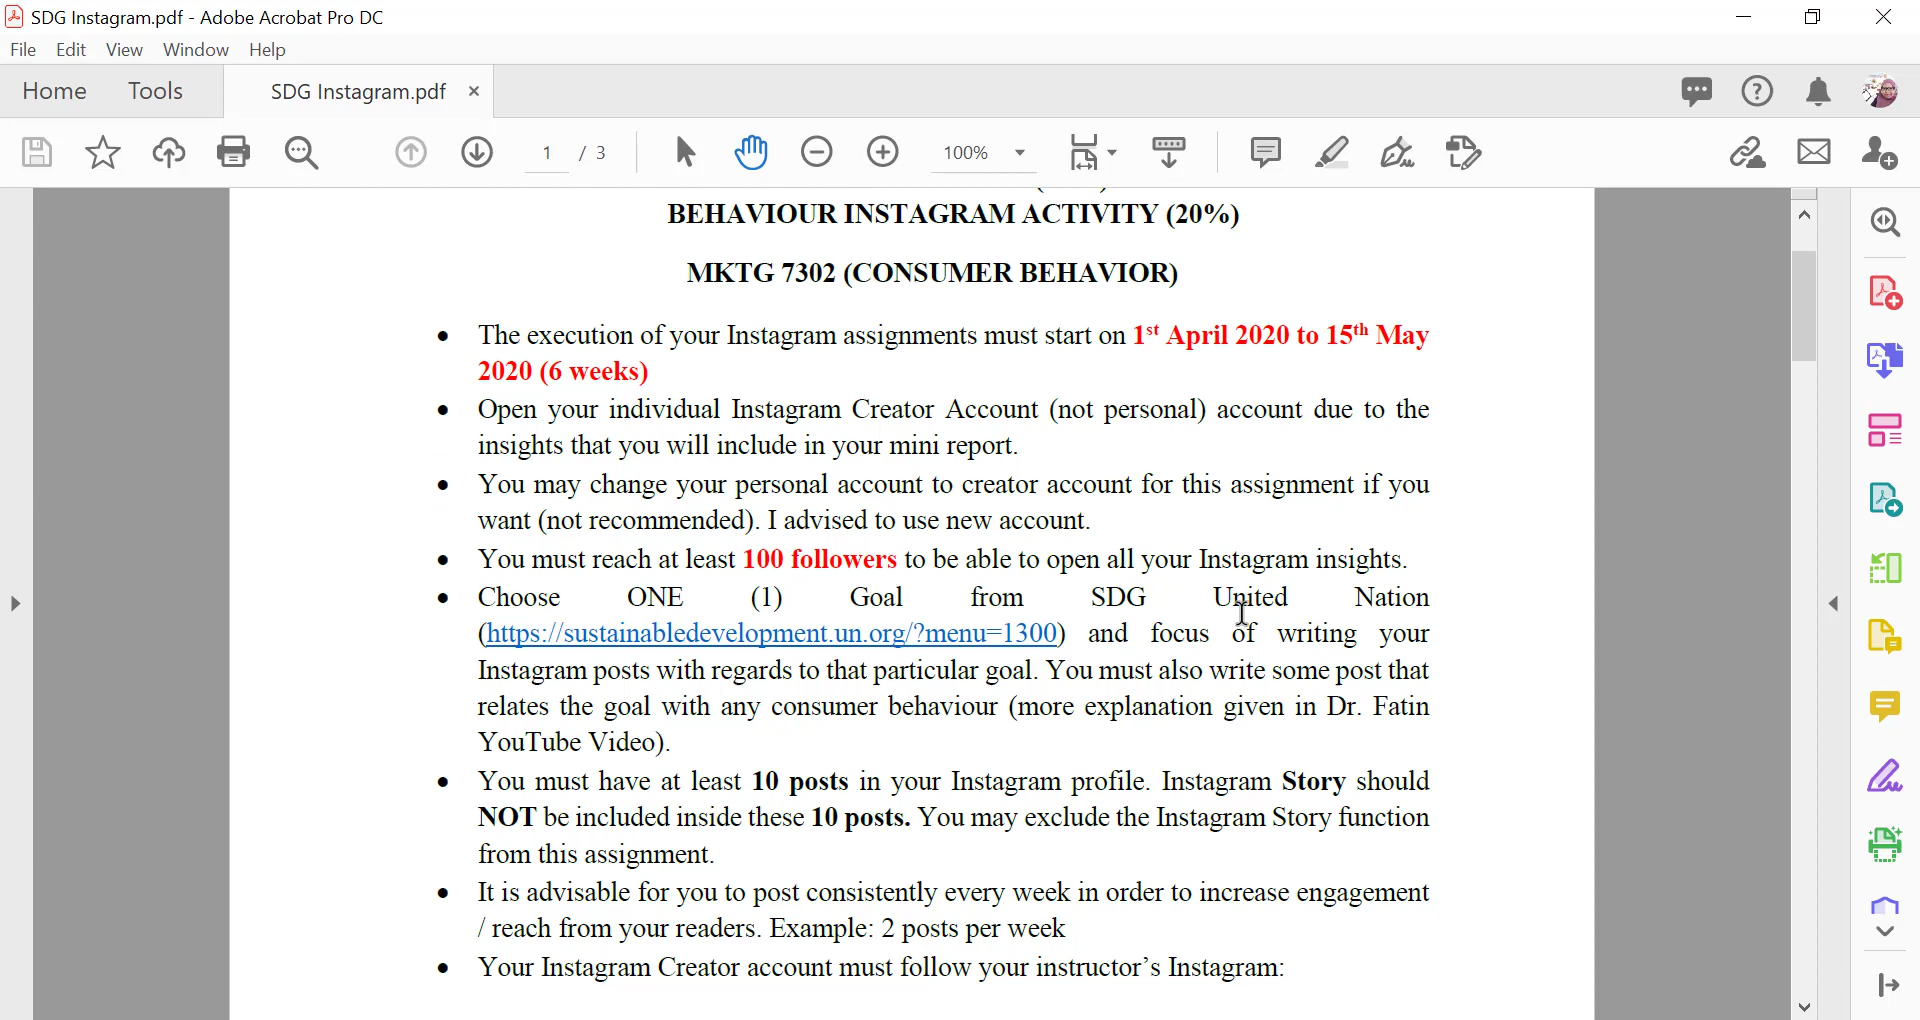 SDG Instagram.pdf - Adobe Acrobat Pro DC
File Edit View Window Help
Home Tools SDG Instagram.pdf ×
1 / 3 100%
BEHAVIOUR INSTAGRAM ACTIVITY (20%)
MKTG 7302 (CONSUMER BEHAVIOR)
• The execution of your Instagram assignments must start on 1st April 2020 to 15th May
2020 (6 weeks)
• Open your individual Instagram Creator Account (not personal) account due to the
insights that you will include in your mini report.
• You may change your personal account to creator account for this assignment if you
want (not recommended). I advised to use new account.
• You must reach at least 100 followers to be able to open all your Instagram insights.
• Choose ONE (1) Goal from SDG United Nation
(https://sustainabledevelopment.un.org/?menu=1300) and focus of writing your
Instagram posts with regards to that particular goal. You must also write some post that
relates the goal with any consumer behaviour (more explanation given in Dr. Fatin
YouTube Video).
• You must have at least 10 posts in your Instagram profile. Instagram Story should
NOT be included inside these 10 posts. You may exclude the Instagram Story function
from this assignment.
• It is advisable for you to post consistently every week in order to increase engagement
/ reach from your readers. Example: 2 posts per week
• Your Instagram Creator account must follow your instructor’s Instagram: